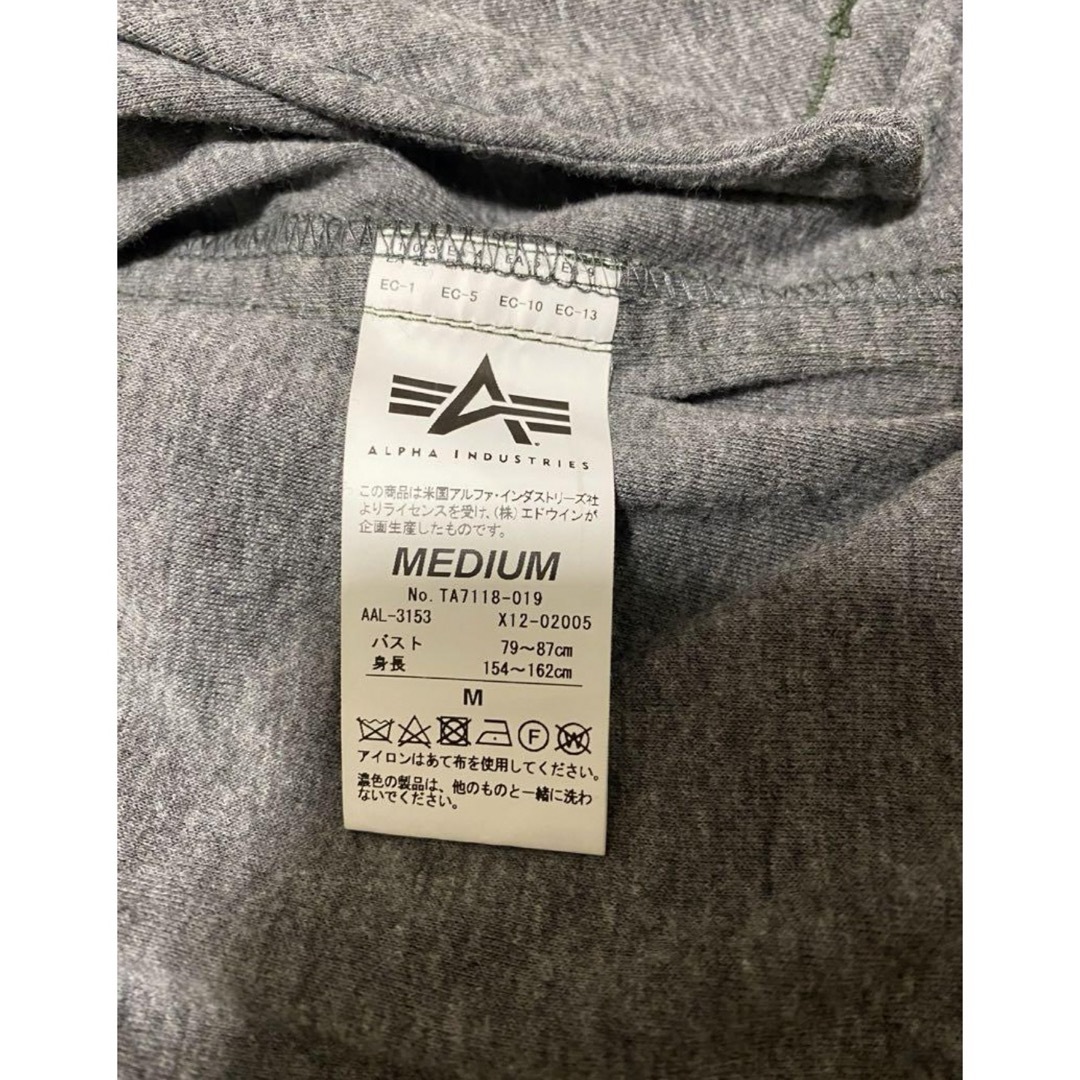 EC-1 EC-5 EC-10 EC-13
ALPHA INDUSTRIES
この商品は米国アルファ・インダストリーズ社
よりライセンスを受け、(株)エドウインが
企画生産したものです。
MEDIUM
No. TA7118-019
AAL-3153 X12-02005
バスト 79〜87cm
身長 154〜162cm
M
F W
アイロンはあて布を使用してください。
濃色の製品は、他のものと一緒に洗わ
ないでください。